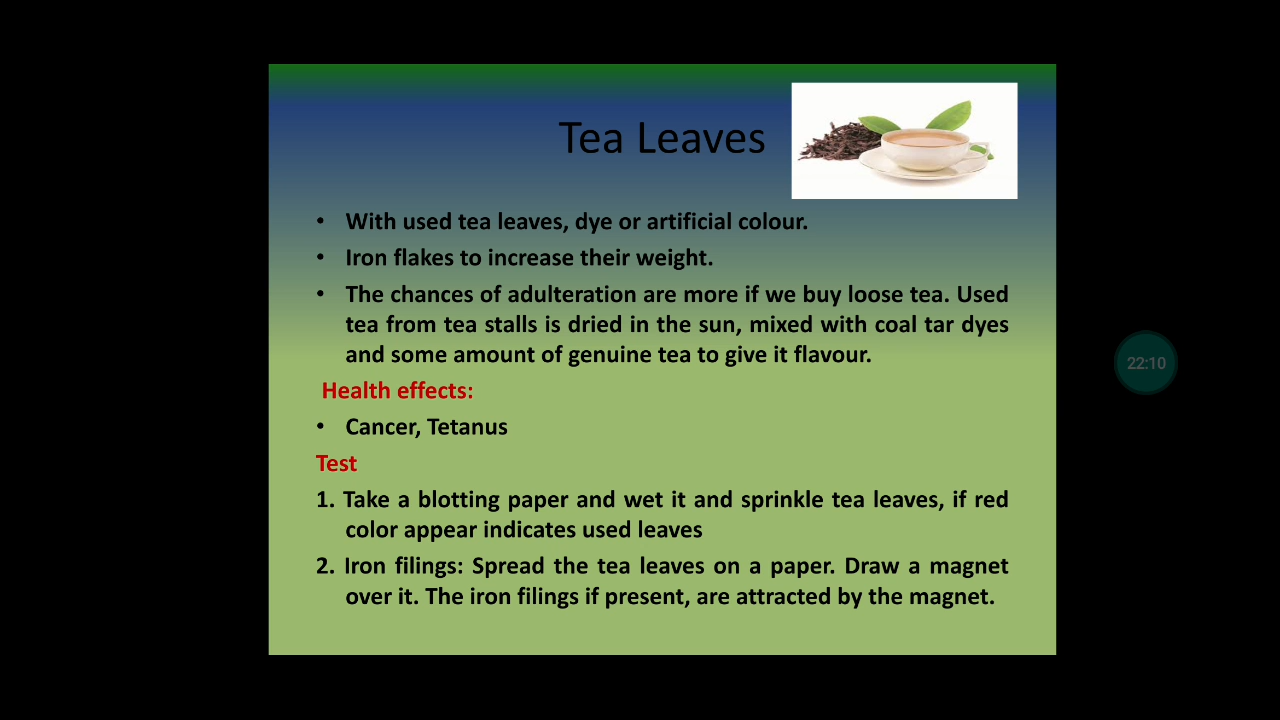 Tea Leaves
• With used tea leaves, dye or artificial colour.
• Iron flakes to increase their weight.
• The chances of adulteration are more if we buy loose tea. Used
tea from tea stalls is dried in the sun, mixed with coal tar dyes
and some amount of genuine tea to give it flavour.
Health effects:
• Cancer, Tetanus
Test
1. Take a blotting paper and wet it and sprinkle tea leaves, if red
color appear indicates used leaves
2. Iron filings: Spread the tea leaves on a paper. Draw a magnet
over it. The iron filings if present, are attracted by the magnet.
22:10